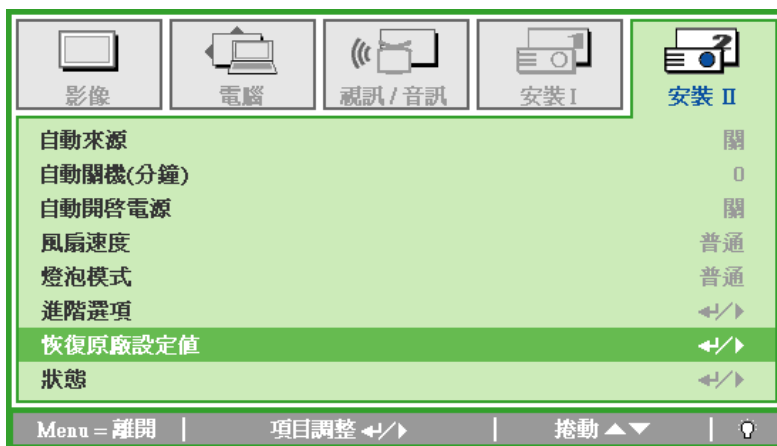 影像 電腦 視訊 / 音訊 安裝 I 安裝 II
自動來源 關
自動關機(分鐘) 0
自動開啓電源 關
風扇速度 普通
燈泡模式 普通
進階選項
恢復原廠設定值
狀態
Menu = 離開 項目調整 捲動